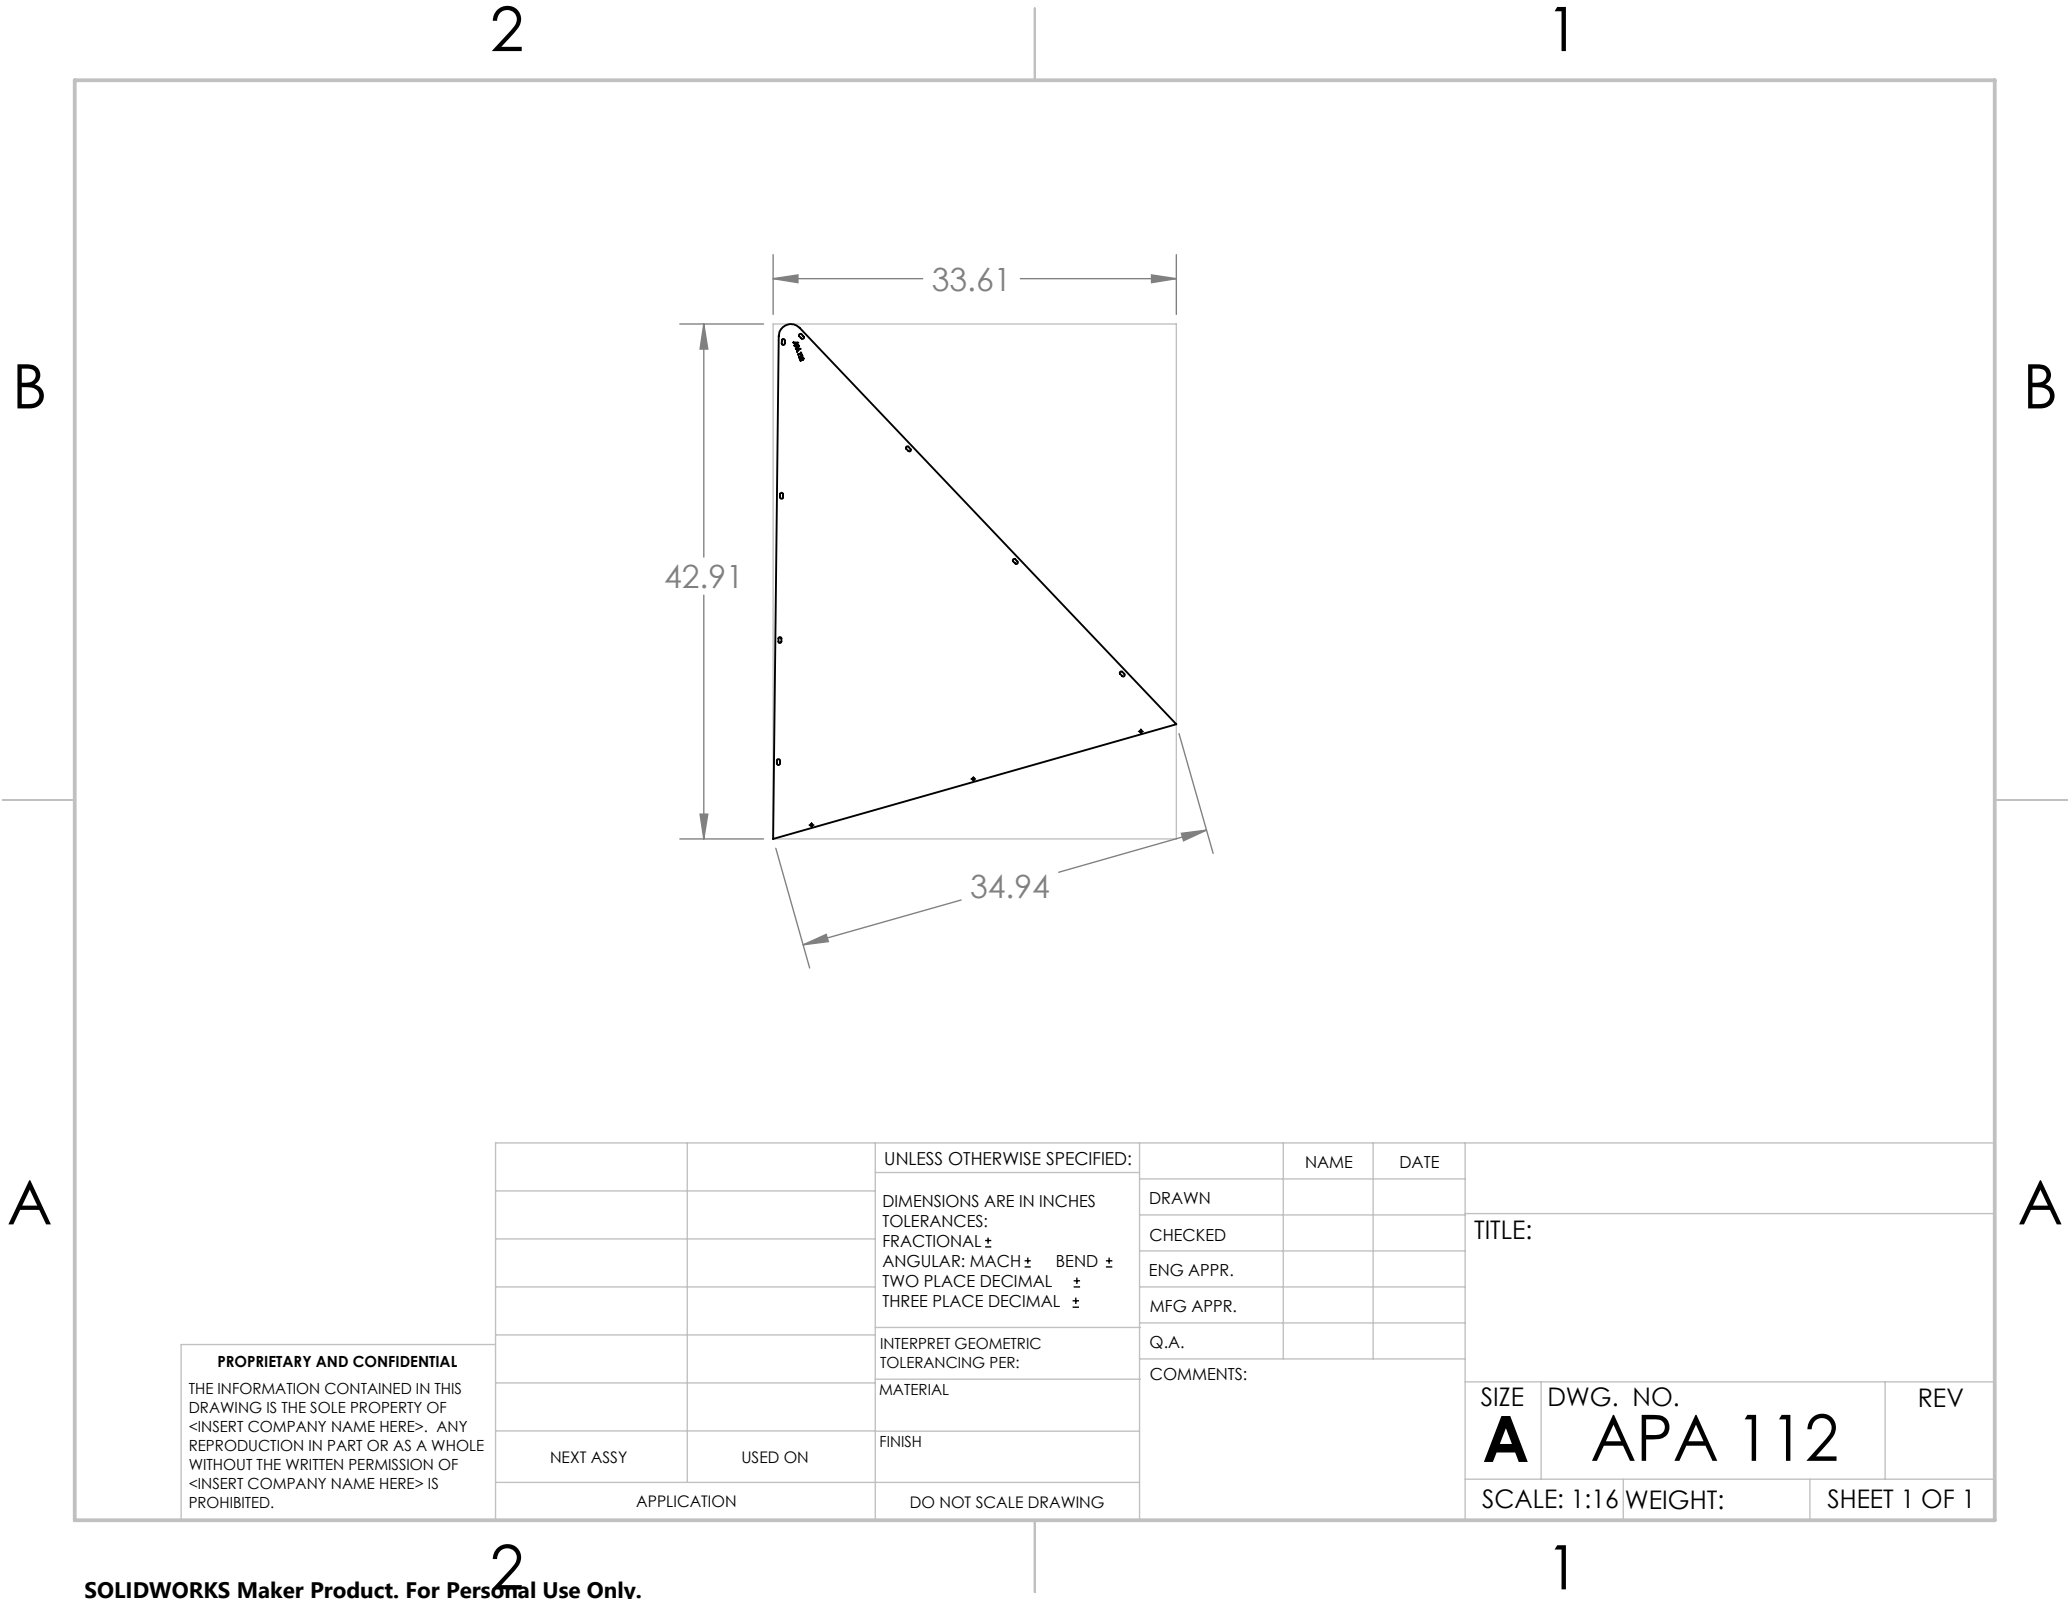 2
1
33.61
B
B
42.91
34.94
A
A
UNLESS OTHERWISE SPECIFIED:
DIMENSIONS ARE IN INCHES
TOLERANCES:
FRACTIONAL ±
ANGULAR: MACH ± BEND ±
TWO PLACE DECIMAL ±
THREE PLACE DECIMAL ±
INTERPRET GEOMETRIC
TOLERANCING PER:
MATERIAL
FINISH
DO NOT SCALE DRAWING
NAME DATE
DRAWN
CHECKED
ENG APPR.
MFG APPR.
Q.A.
COMMENTS:
TITLE:
SIZE DWG. NO. REV
A APA 112
SCALE: 1:16 WEIGHT: SHEET 1 OF 1
PROPRIETARY AND CONFIDENTIAL
THE INFORMATION CONTAINED IN THIS
DRAWING IS THE SOLE PROPERTY OF
<INSERT COMPANY NAME HERE>. ANY
REPRODUCTION IN PART OR AS A WHOLE
WITHOUT THE WRITTEN PERMISSION OF
<INSERT COMPANY NAME HERE> IS
PROHIBITED.
NEXT ASSY USED ON
APPLICATION
2
1
SOLIDWORKS Maker Product. For Personal Use Only.